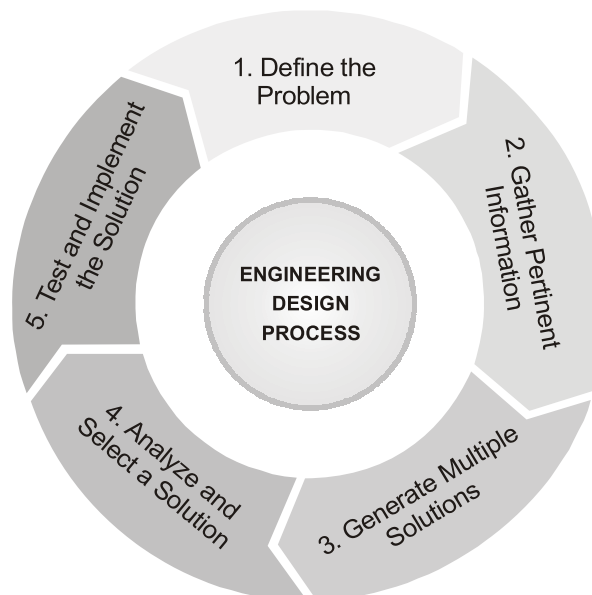 1. Define the
Problem
2. Gather Pertinent
Information
3. Generate Multiple
Solutions
4. Analyze and
Select a Solution
5. Test and Implement
the Solution
ENGINEERING
DESIGN
PROCESS